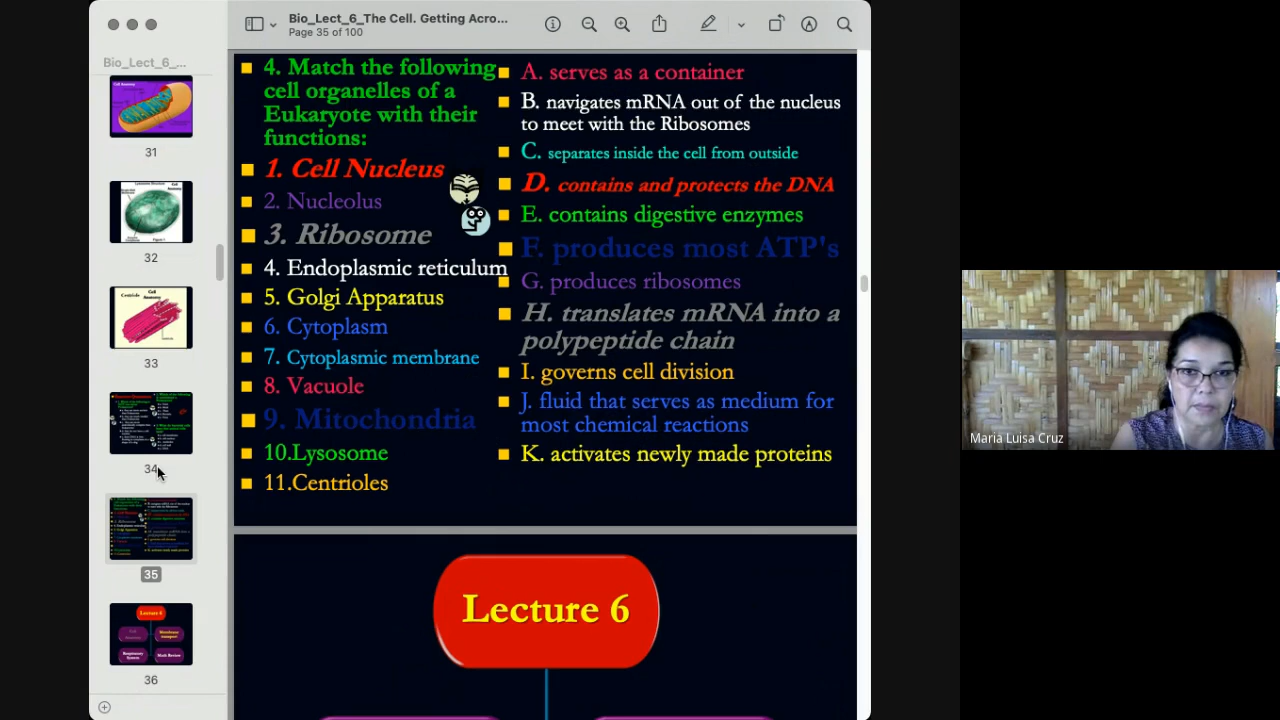 Bio_Lect_6_The Cell. Getting Acro...
Page 35 of 100
Bio_Lect_6_...
31
32
33
34
35
36
4. Match the following
cell organelles of a
Eukaryote with their
functions:
1. Cell Nucleus
2. Nucleolus
3. Ribosome
4. Endoplasmic reticulum
5. Golgi Apparatus
6. Cytoplasm
7. Cytoplasmic membrane
8. Vacuole
9. Mitochondria
10.Lysosome
11.Centrioles
A. serves as a container
B. navigates mRNA out of the nucleus
to meet with the Ribosomes
C. separates inside the cell from outside
D. contains and protects the DNA
E. contains digestive enzymes
F. produces most ATP's
G. produces ribosomes
H. translates mRNA into a
polypeptide chain
I. governs cell division
J. fluid that serves as medium for
most chemical reactions
K. activates newly made proteins
Lecture 6
Maria Luisa Cruz